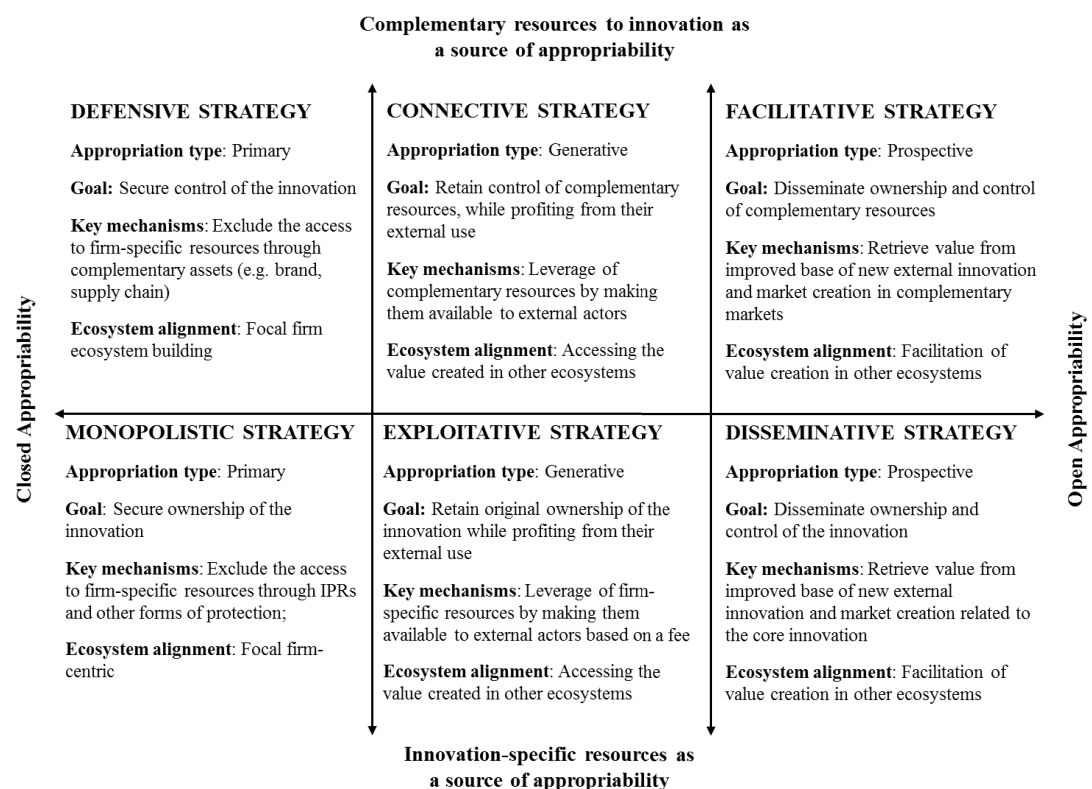 Complementary resources to innovation as
a source of appropriability
DEFENSIVE STRATEGY
Appropriation type: Primary
Goal: Secure control of the innovation
Key mechanisms: Exclude the access
to firm-specific resources through
complementary assets (e.g. brand,
supply chain)
Ecosystem alignment: Focal firm
ecosystem building
CONNECTIVE STRATEGY
Appropriation type: Generative
Goal: Retain control of complementary
resources, while profiting from their
external use
Key mechanisms: Leverage of
complementary resources by making
them available to external actors
Ecosystem alignment: Accessing the
value created in other ecosystems
FACILITATIVE STRATEGY
Appropriation type: Prospective
Goal: Disseminate ownership and control
of complementary resources
Key mechanisms: Retrieve value from
improved base of new external innovation
and market creation in complementary
markets
Ecosystem alignment: Facilitation of
value creation in other ecosystems
Closed Appropriability
Open Appropriability
MONOPOLISTIC STRATEGY
Appropriation type: Primary
Goal: Secure ownership of the
innovation
Key mechanisms: Exclude the access
to firm-specific resources through IPRs
and other forms of protection;
Ecosystem alignment: Focal firm-
centric
EXPLOITATIVE STRATEGY
Appropriation type: Generative
Goal: Retain original ownership of the
innovation while profiting from their
external use
Key mechanisms: Leverage of firm-
specific resources by making them
available to external actors based on a fee
Ecosystem alignment: Accessing the
value created in other ecosystems
DISSEMINATIVE STRATEGY
Appropriation type: Prospective
Goal: Disseminate ownership and
control of the innovation
Key mechanisms: Retrieve value from
improved base of new external
innovation and market creation related to
the core innovation
Ecosystem alignment: Facilitation of
value creation in other ecosystems
Innovation-specific resources as
a source of appropriability